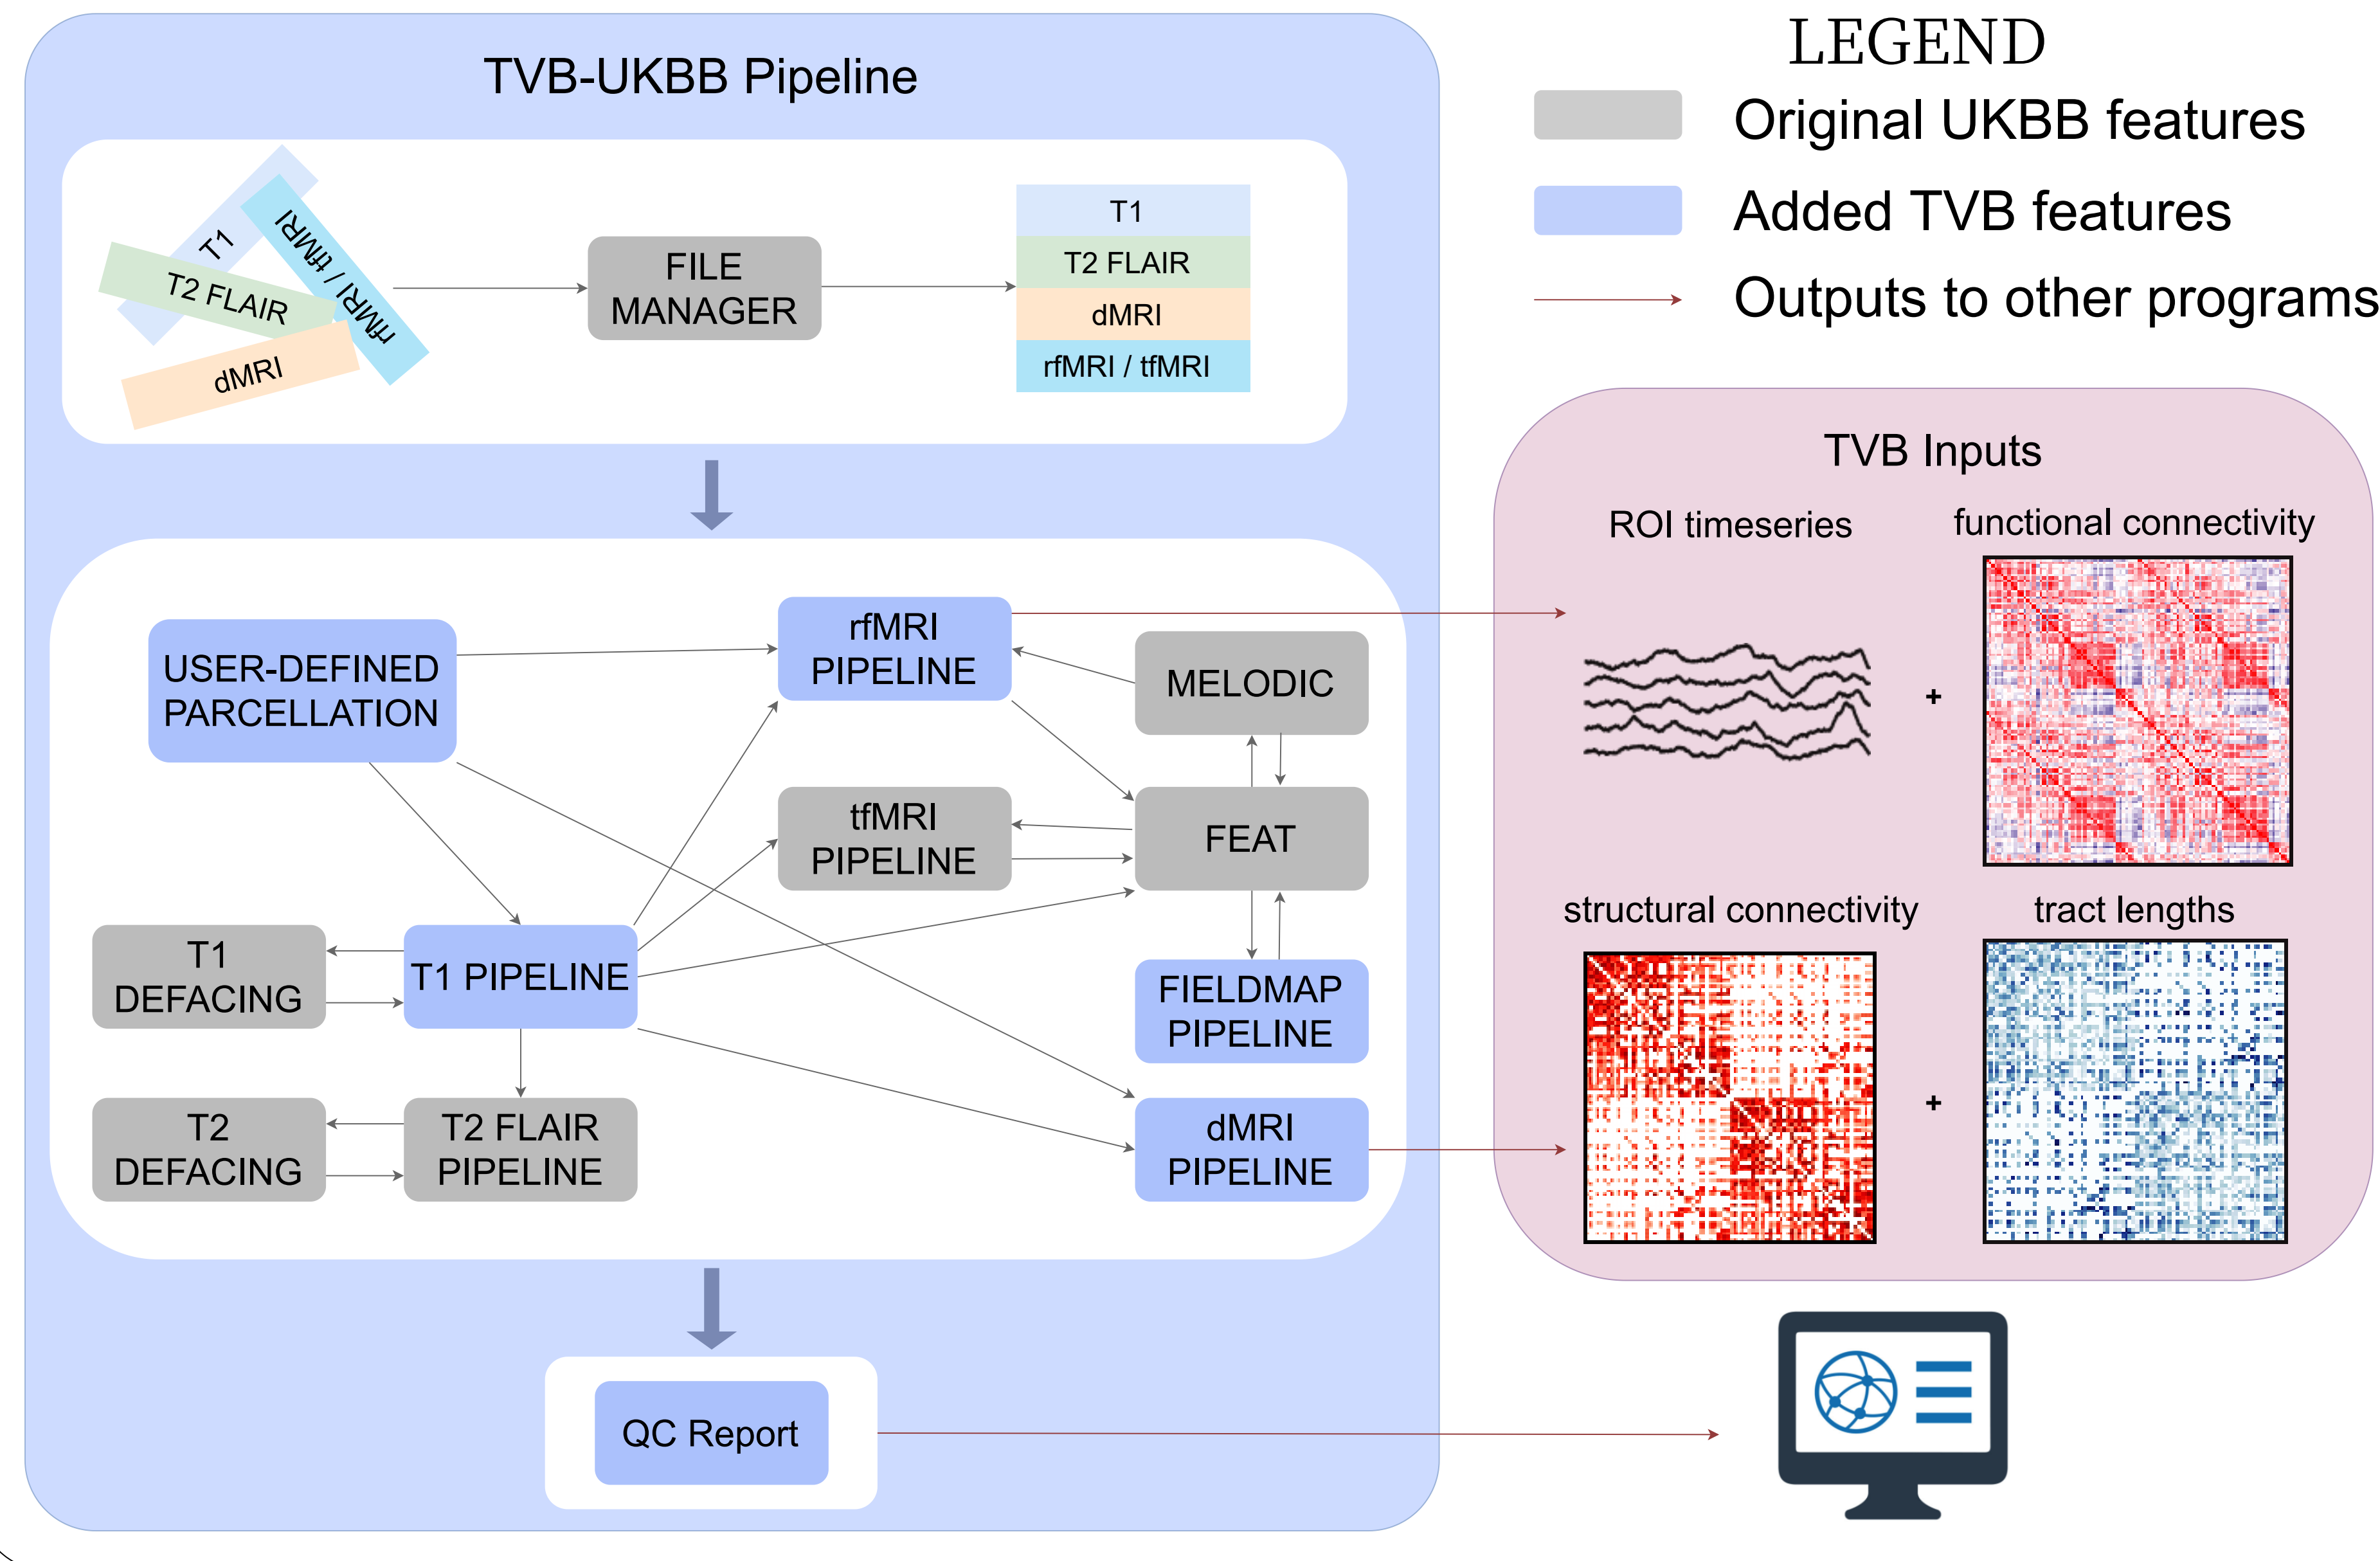 TVB-UKBB Pipeline
T1
rfMRI / tfMRI
T2 FLAIR
dMRI
FILE
MANAGER
T1
T2 FLAIR
dMRI
rfMRI / tfMRI
USER-DEFINED
PARCELLATION
rfMRI
PIPELINE
MELODIC
tfMRI
PIPELINE
FEAT
T1
DEFACING
T1 PIPELINE
FIELDMAP
PIPELINE
T2
DEFACING
T2 FLAIR
PIPELINE
dMRI
PIPELINE
QC Report
LEGEND
Original UKBB features
Added TVB features
Outputs to other programs
TVB Inputs
ROI timeseries
functional connectivity
+
structural connectivity
tract lengths
+